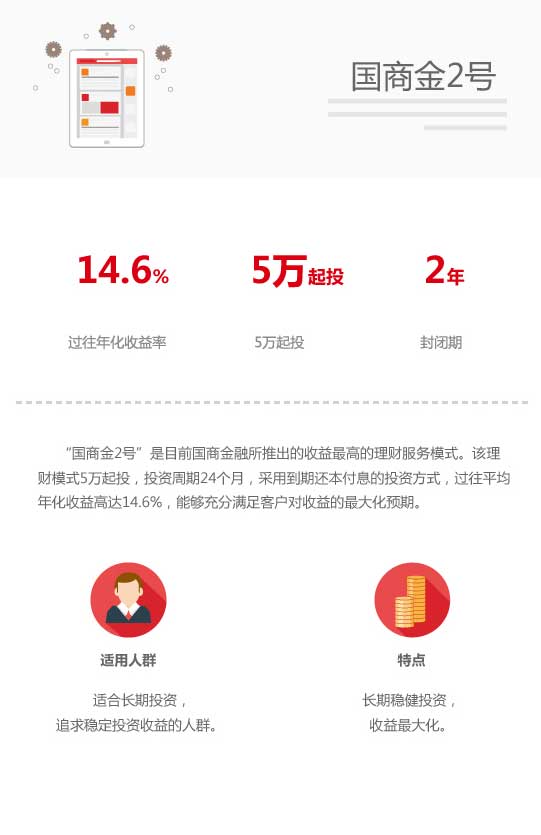 国商金2号
14.6%
5万起投
2年
过往年化收益率
5万起投
封闭期
“国商金2号”是目前国商金融所推出的收益最高的理财服务模式。该理
财模式5万起投，投资周期24个月，采用到期还本付息的投资方式，过往平均
年化收益高达14.6%，能够充分满足客户对收益的最大化预期。
适用人群
适合长期投资，
追求稳定投资收益的人群。
特点
长期稳健投资，
收益最大化。